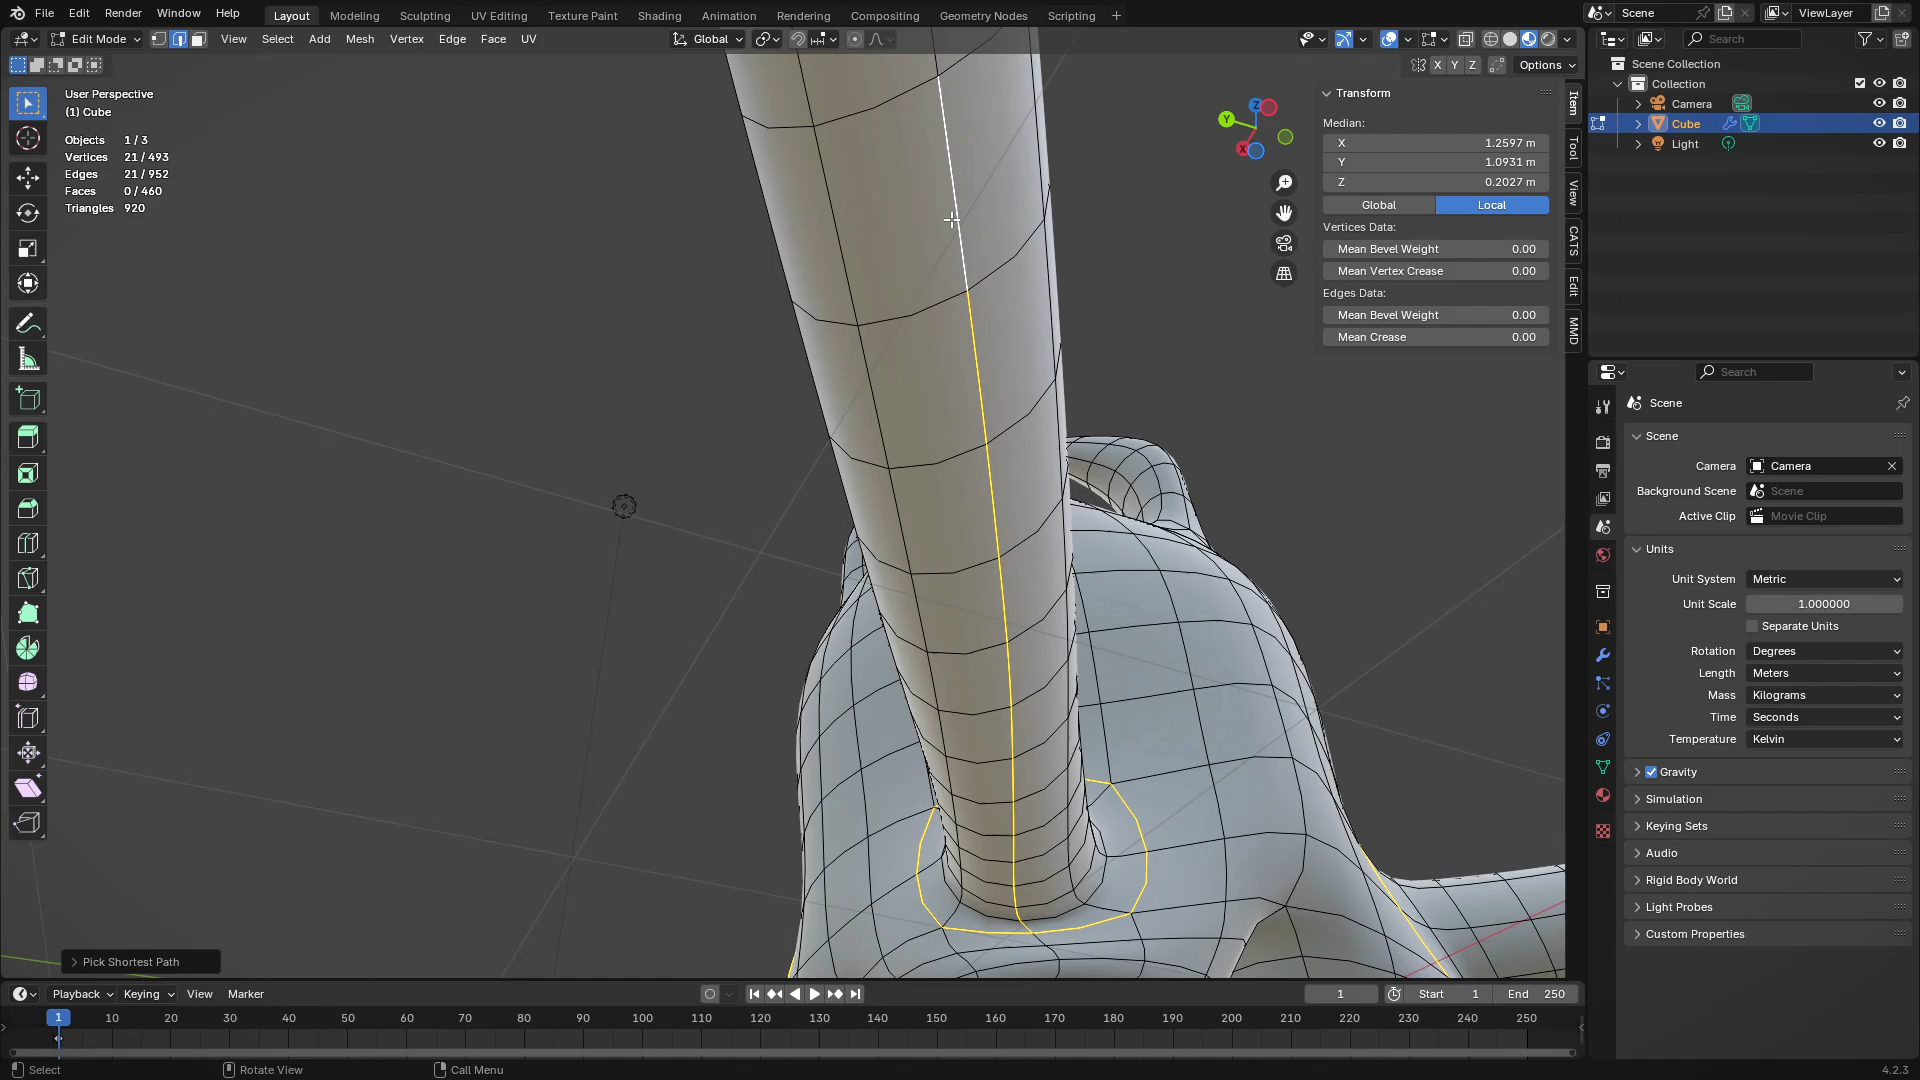 File Edit Render Window Help Layout Modeling Sculpting UV Editing Texture Paint Shading Animation Rendering Compositing Geometry Nodes Scripting + Scene ViewLayer
Edit Mode View Select Add Mesh Vertex Edge Face UV Global Search
X Y Z Options
User Perspective
(1) Cube
Objects 1 / 3
Vertices 21 / 493
Edges 21 / 952
Faces 0 / 460
Triangles 920
Z
Y
X
Transform
Median:
X 1.2597 m
Y 1.0931 m
Z 0.2027 m
Global Local
Vertices Data:
Mean Bevel Weight 0.00
Mean Vertex Crease 0.00
Edges Data:
Mean Bevel Weight 0.00
Mean Crease 0.00
Item
Tool
View
CATS
Edit
MMD
Scene Collection
Collection
Camera
Cube
Light
Search
Scene
Scene
Camera Camera
Background Scene Scene
Active Clip Movie Clip
Units
Unit System Metric
Unit Scale 1.000000
Separate Units
Rotation Degrees
Length Meters
Mass Kilograms
Time Seconds
Temperature Kelvin
Gravity
Simulation
Keying Sets
Audio
Rigid Body World
Light Probes
Custom Properties
Pick Shortest Path
Playback Keying View Marker 1 Start 1 End 250
1 10 20 30 40 50 60 70 80 90 100 110 120 130 140 150 160 170 180 190 200 210 220 230 240 250
Select Rotate View Call Menu 4.2.3